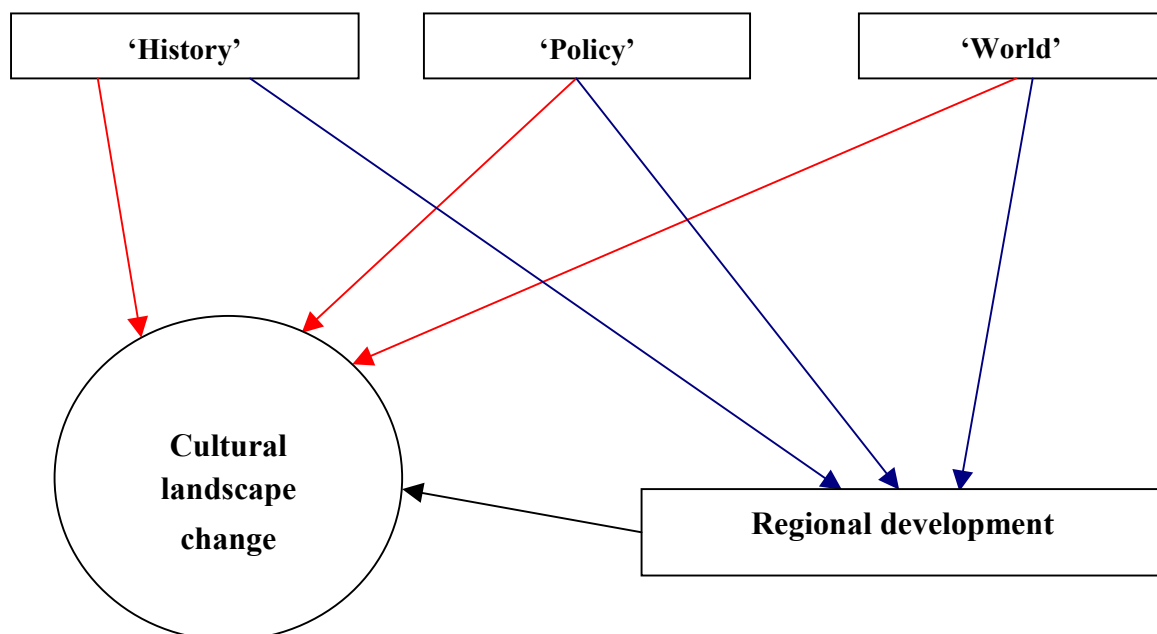 ‘History’
‘Policy’
‘World’
Cultural
landscape
change
Regional development